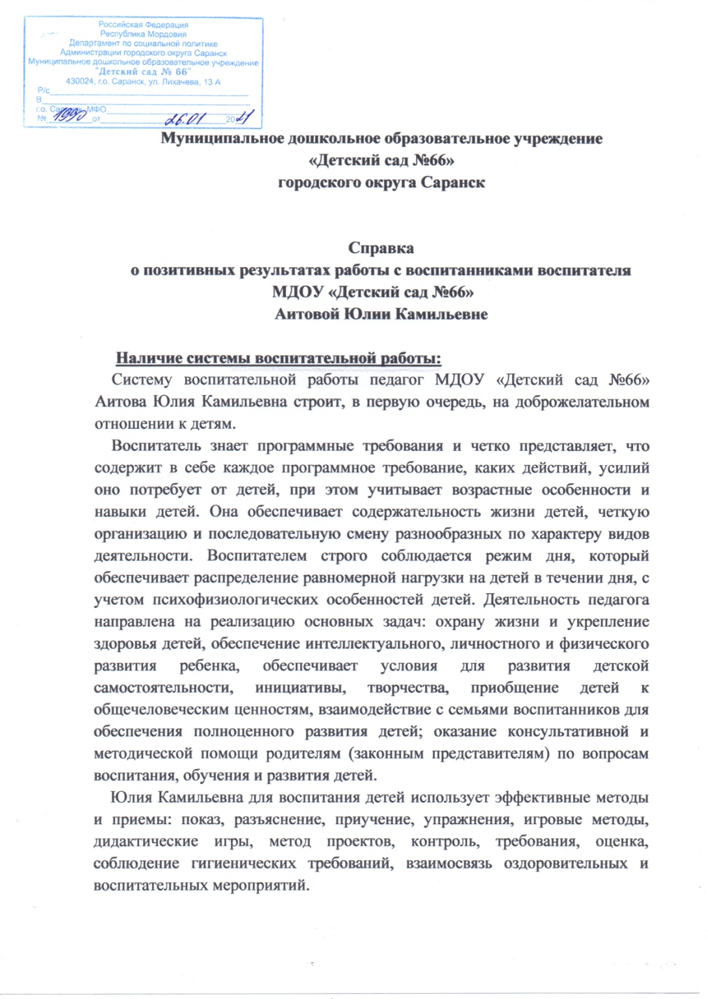 Российская Федерация
Республика Мордовия
Департамент по социальной политике
Администрации городского округа Саранск
Муниципальное дошкольное образовательное учреждение
"Детский сад № 66"
430024, г.о. Саранск, ул. Лихачева, 13 А
Р/с
В
г.о. Саранск, МФО
№ 1990 от 26.01 2021
Муниципальное дошкольное образовательное учреждение
«Детский сад №66»
городского округа Саранск
Справка
о позитивных результатах работы с воспитанниками воспитателя
МДОУ «Детский сад №66»
Аитовой Юлии Камильевне
Наличие системы воспитательной работы:
Систему воспитательной работы педагог МДОУ «Детский сад №66»
Аитова Юлия Камильевна строит, в первую очередь, на доброжелательном
отношении к детям.
Воспитатель знает программные требования и четко представляет, что
содержит в себе каждое программное требование, каких действий, усилий
оно потребует от детей, при этом учитывает возрастные особенности и
навыки детей. Она обеспечивает содержательность жизни детей, четкую
организацию и последовательную смену разнообразных по характеру видов
деятельности. Воспитателем строго соблюдается режим дня, который
обеспечивает распределение равномерной нагрузки на детей в течении дня, с
учетом психофизиологических особенностей детей. Деятельность педагога
направлена на реализацию основных задач: охрану жизни и укрепление
здоровья детей, обеспечение интеллектуального, личностного и физического
развития ребенка, обеспечивает условия для развития детской
самостоятельности, инициативы, творчества, приобщение детей к
общечеловеческим ценностям, взаимодействие с семьями воспитанников для
обеспечения полноценного развития детей; оказание консультативной и
методической помощи родителям (законным представителям) по вопросам
воспитания, обучения и развития детей.
Юлия Камильевна для воспитания детей использует эффективные методы
и приемы: показ, разъяснение, приучение, упражнения, игровые методы,
дидактические игры, метод проектов, контроль, требования, оценка,
соблюдение гигиенических требований, взаимосвязь оздоровительных и
воспитательных мероприятий.